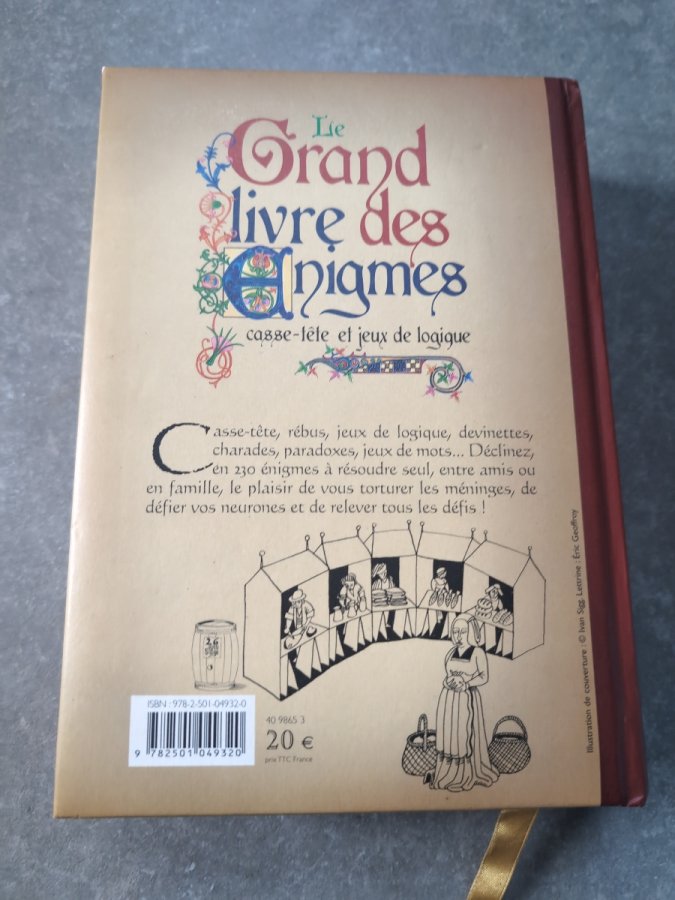 Le
Grand
livre des
Enigmes
casse-tête et jeux de logique
Casse-tête, rébus, jeux de logique, devinettes,
charades, paradoxes, jeux de mots... Déclinez,
en 230 énigmes à résoudre seul, entre amis ou
en famille, le plaisir de vous torturer les méninges, de
défier vos neurones et de relever tous les défis !
26
ISBN : 978-2-501-04932-0
9 782501 049320
40 9865 3
20 €
prix TTC France
Illustration de couverture : © Ivan Sigg, Lettrine : Eric Geoffroy